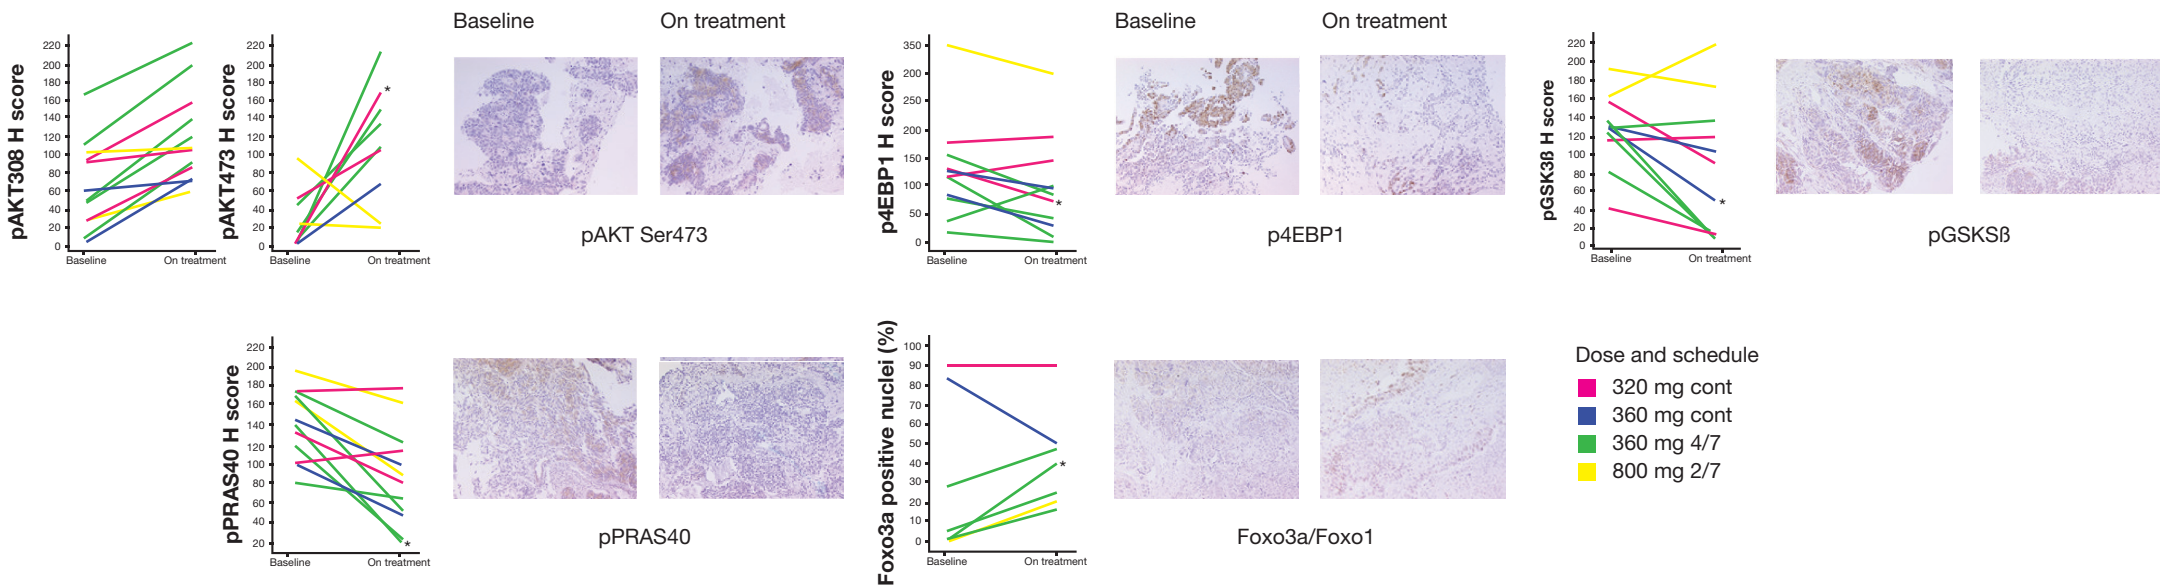 Baseline
On treatment
Baseline
On treatment
pAKT308 H score
220
200
180
160
140
120
100
80
60
40
20
0
Baseline
On treatment
pAKT473 H score
220
200
180
160
140
120
100
80
60
40
20
0
*
Baseline
On treatment
pAKT Ser473
p4EBP1 H score
350
200
250
200
150
100
50
0
*
Baseline
On treatment
p4EBP1
pGSK3ß H score
220
200
180
160
140
120
100
80
60
40
20
0
*
Baseline
On treatment
pGSKSß
pPRAS40 H score
220
200
180
160
140
120
100
80
60
40
20
*
Baseline
On treatment
pPRAS40
Foxo3a positive nuclei (%)
100
90
80
70
60
50
40
30
20
10
0
*
Baseline
On treatment
Foxo3a/Foxo1
Dose and schedule
320 mg cont
360 mg cont
360 mg 4/7
800 mg 2/7